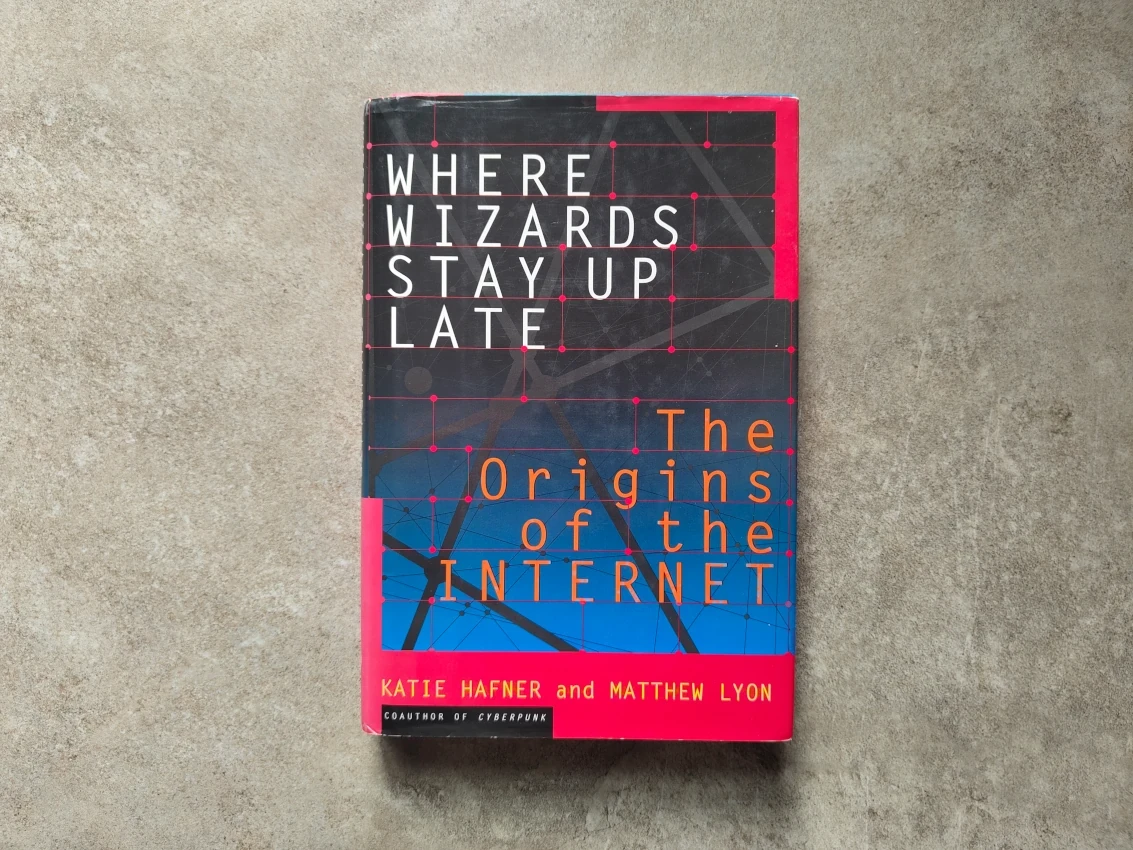 WHERE
WIZARDS
STAY UP
LATE
The
Origins
of the
INTERNET
KATIE HAFNER and MATTHEW LYON
COAUTHOR OF CYBERPUNK